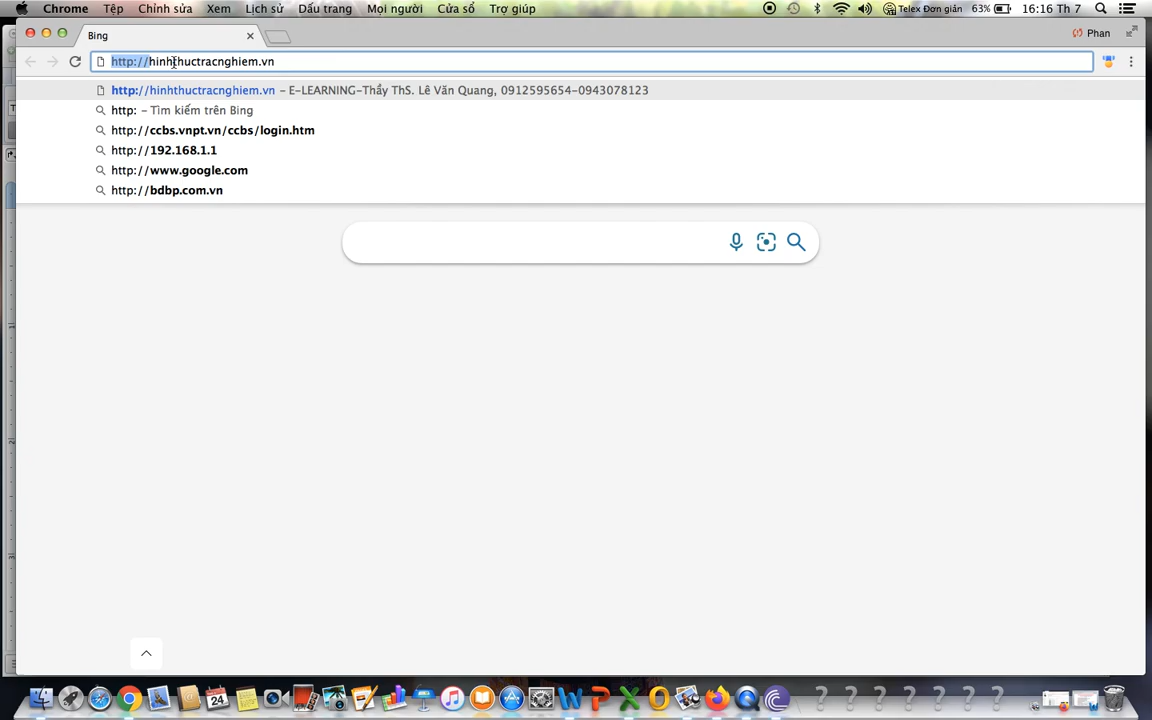 Chrome Tệp Chỉnh sửa Xem Lịch sử Dấu trang Mọi người Cửa sổ Trợ giúp Telex Đơn giản 63% 16:16 Th 7
Bing
Phan
http://hinhthuctracnghiem.vn
http://hinhthuctracnghiem.vn – E-LEARNING-Thầy ThS. Lê Văn Quang, 0912595654-0943078123
http: – Tìm kiếm trên Bing
http://ccbs.vnpt.vn/ccbs/login.htm
http://192.168.1.1
http://www.google.com
http://bdbp.com.vn
24